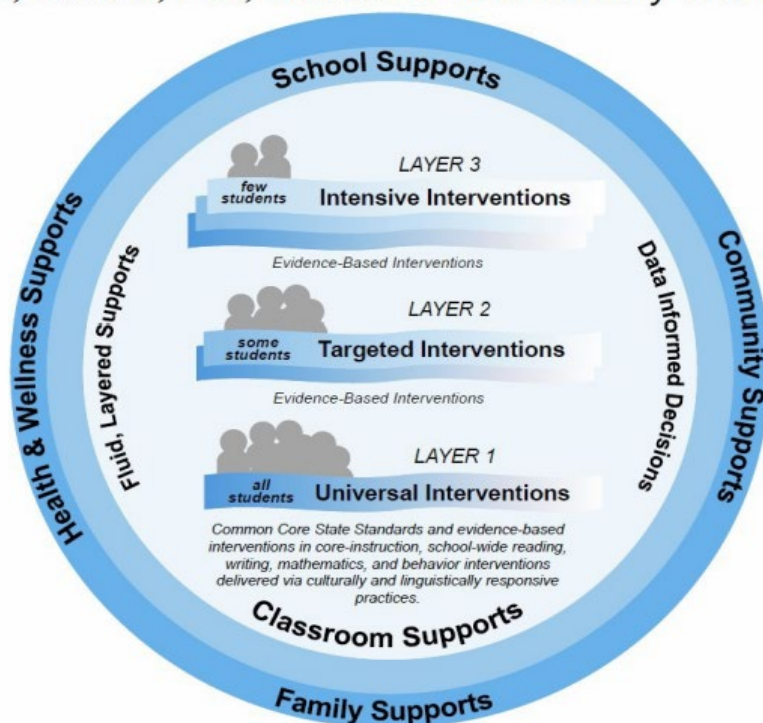 School Supports
LAYER 3
few
students
Intensive Interventions
Evidence-Based Interventions
LAYER 2
some
students
Targeted Interventions
Evidence-Based Interventions
LAYER 1
all
students
Universal Interventions
Common Core State Standards and evidence-based
interventions in core-instruction, school-wide reading,
writing, mathematics, and behavior interventions
delivered via culturally and linguistically responsive
practices.
Health & Wellness Supports
Fluid, Layered Supports
Data Informed Decisions
Community Supports
Classroom Supports
Family Supports